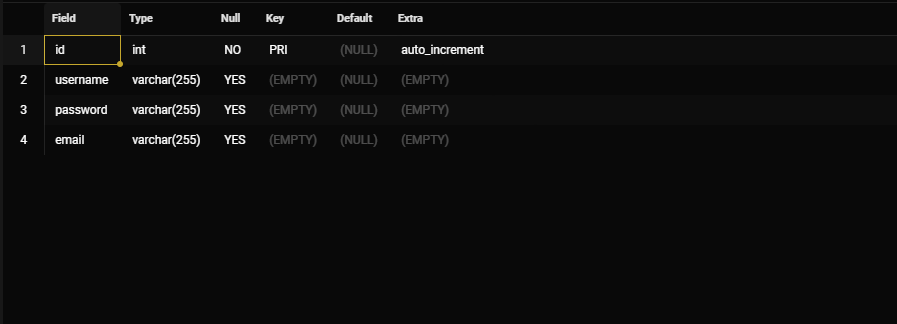 Field Type Null Key Default Extra
1 id int NO PRI (NULL) auto_increment
2 username varchar(255) YES (EMPTY) (NULL) (EMPTY)
3 password varchar(255) YES (EMPTY) (NULL) (EMPTY)
4 email varchar(255) YES (EMPTY) (NULL) (EMPTY)